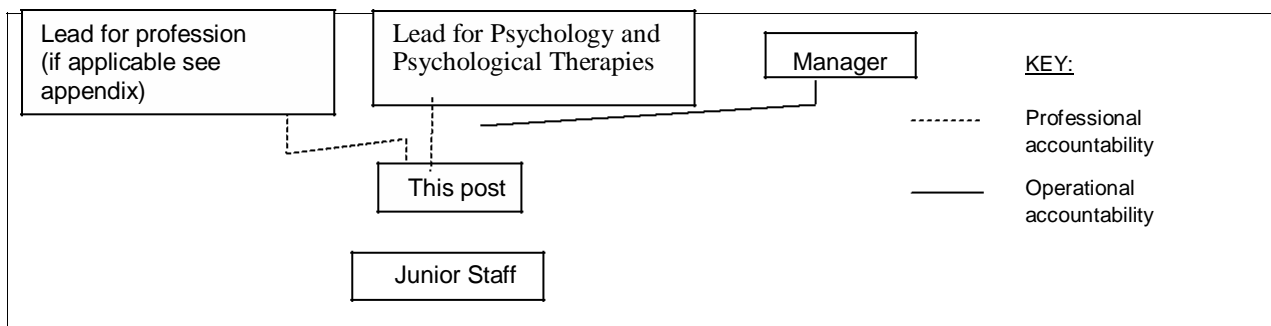 Lead for profession
(if applicable see
appendix)
Lead for Psychology and
Psychological Therapies
Manager
KEY:
Professional
accountability
This post
Operational
accountability
Junior Staff